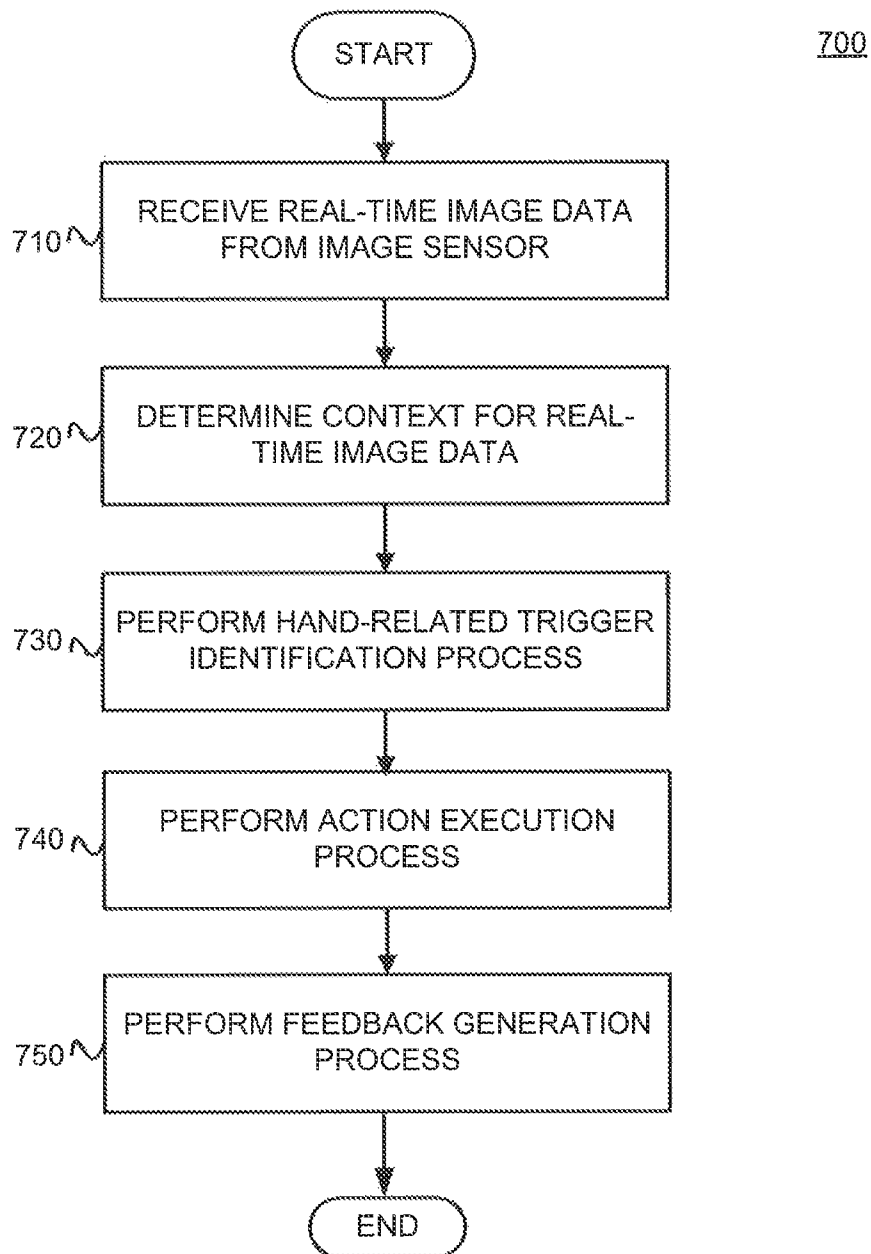 START
700
710
RECEIVE REAL-TIME IMAGE DATA
FROM IMAGE SENSOR
720
DETERMINE CONTEXT FOR REAL-
TIME IMAGE DATA
730
PERFORM HAND-RELATED TRIGGER
IDENTIFICATION PROCESS
740
PERFORM ACTION EXECUTION
PROCESS
750
PERFORM FEEDBACK GENERATION
PROCESS
END